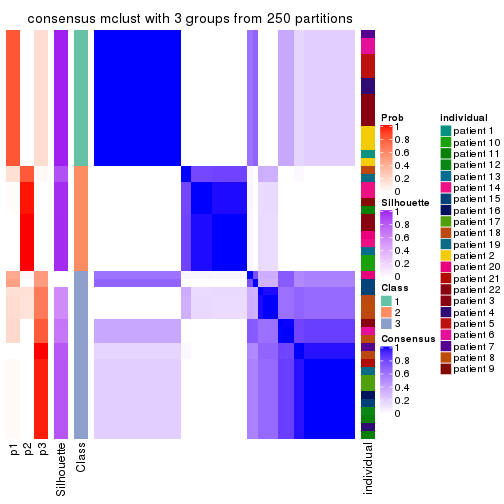 consensus mclust with 3 groups from 250 partitions
Prob
1
0.8
0.6
0.4
0.2
0
Silhouette
1
0.8
0.6
0.4
0.2
0
Class
1
2
3
Consensus
1
0.8
0.6
0.4
0.2
0
individual
patient 1
patient 10
patient 11
patient 12
patient 13
patient 14
patient 15
patient 16
patient 17
patient 18
patient 19
patient 2
patient 20
patient 21
patient 22
patient 3
patient 4
patient 5
patient 6
patient 7
patient 8
patient 9
p1
p2
p3
Silhouette
Class
individual